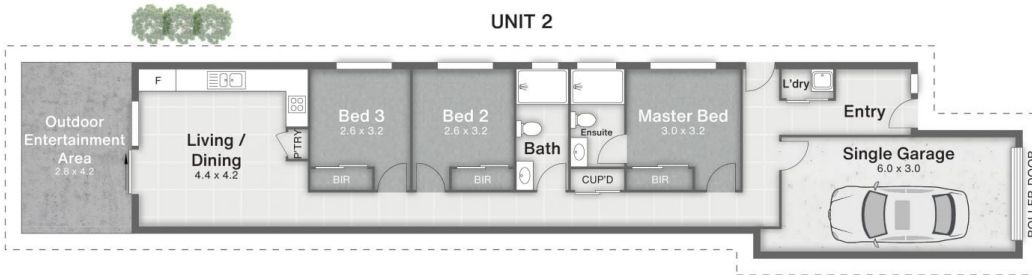 UNIT 2
F
L'dry
Outdoor
Entertainment
Area
2.8 x 4.2
Living /
Dining
4.4 x 4.2
P'TRY
Bed 3
2.6 x 3.2
BIR
Bed 2
2.6 x 3.2
BIR
Bath
Ensuite
CUP'D
Master Bed
3.0 x 3.2
BIR
Entry
Single Garage
6.0 x 3.0
ROLLER DOOR